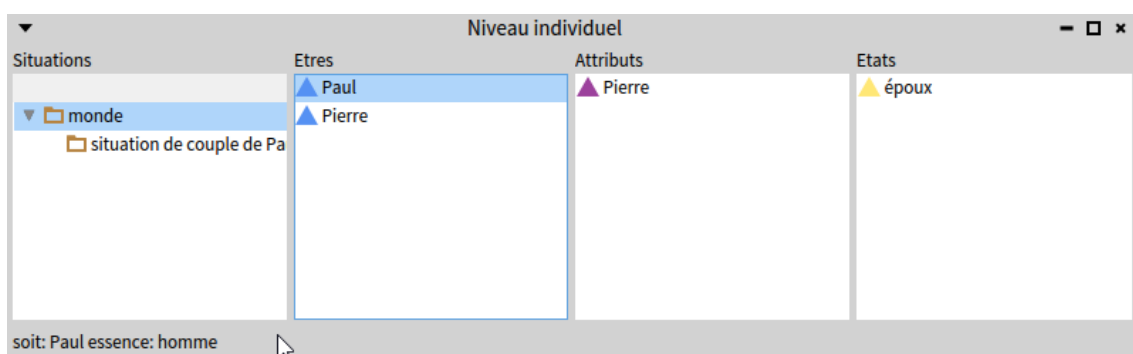 Niveau individuel
Situations Etres Attributs Etats
Paul Pierre époux
monde Pierre
situation de couple de Pa
soit: Paul essence: homme